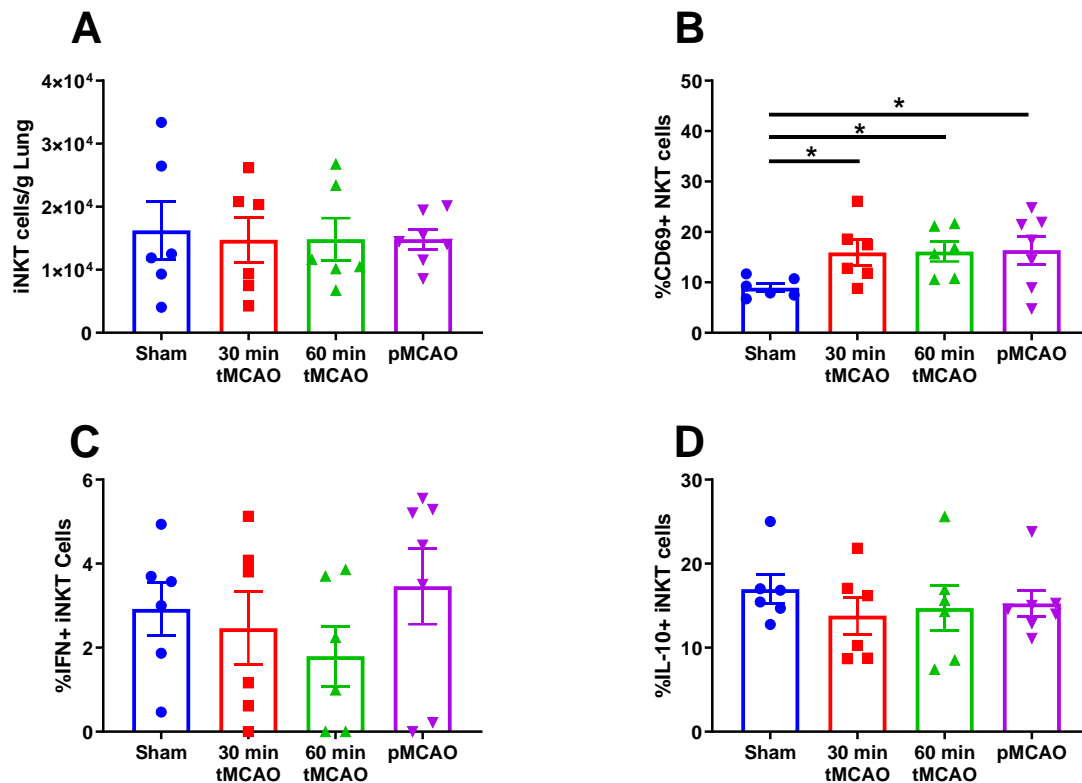 A
iNKT cells/g Lung
4×10⁴
3×10⁴
2×10⁴
1×10⁴
0
Sham
30 min
tMCAO
60 min
tMCAO
pMCAO
B
%CD69+ NKT cells
50
40
30
20
10
0
*
*
*
Sham
30 min
tMCAO
60 min
tMCAO
pMCAO
C
%IFN+ iNKT Cells
6
4
2
0
Sham
30 min
tMCAO
60 min
tMCAO
pMCAO
D
%IL-10+ iNKT cells
30
20
10
0
Sham
30 min
tMCAO
60 min
tMCAO
pMCAO